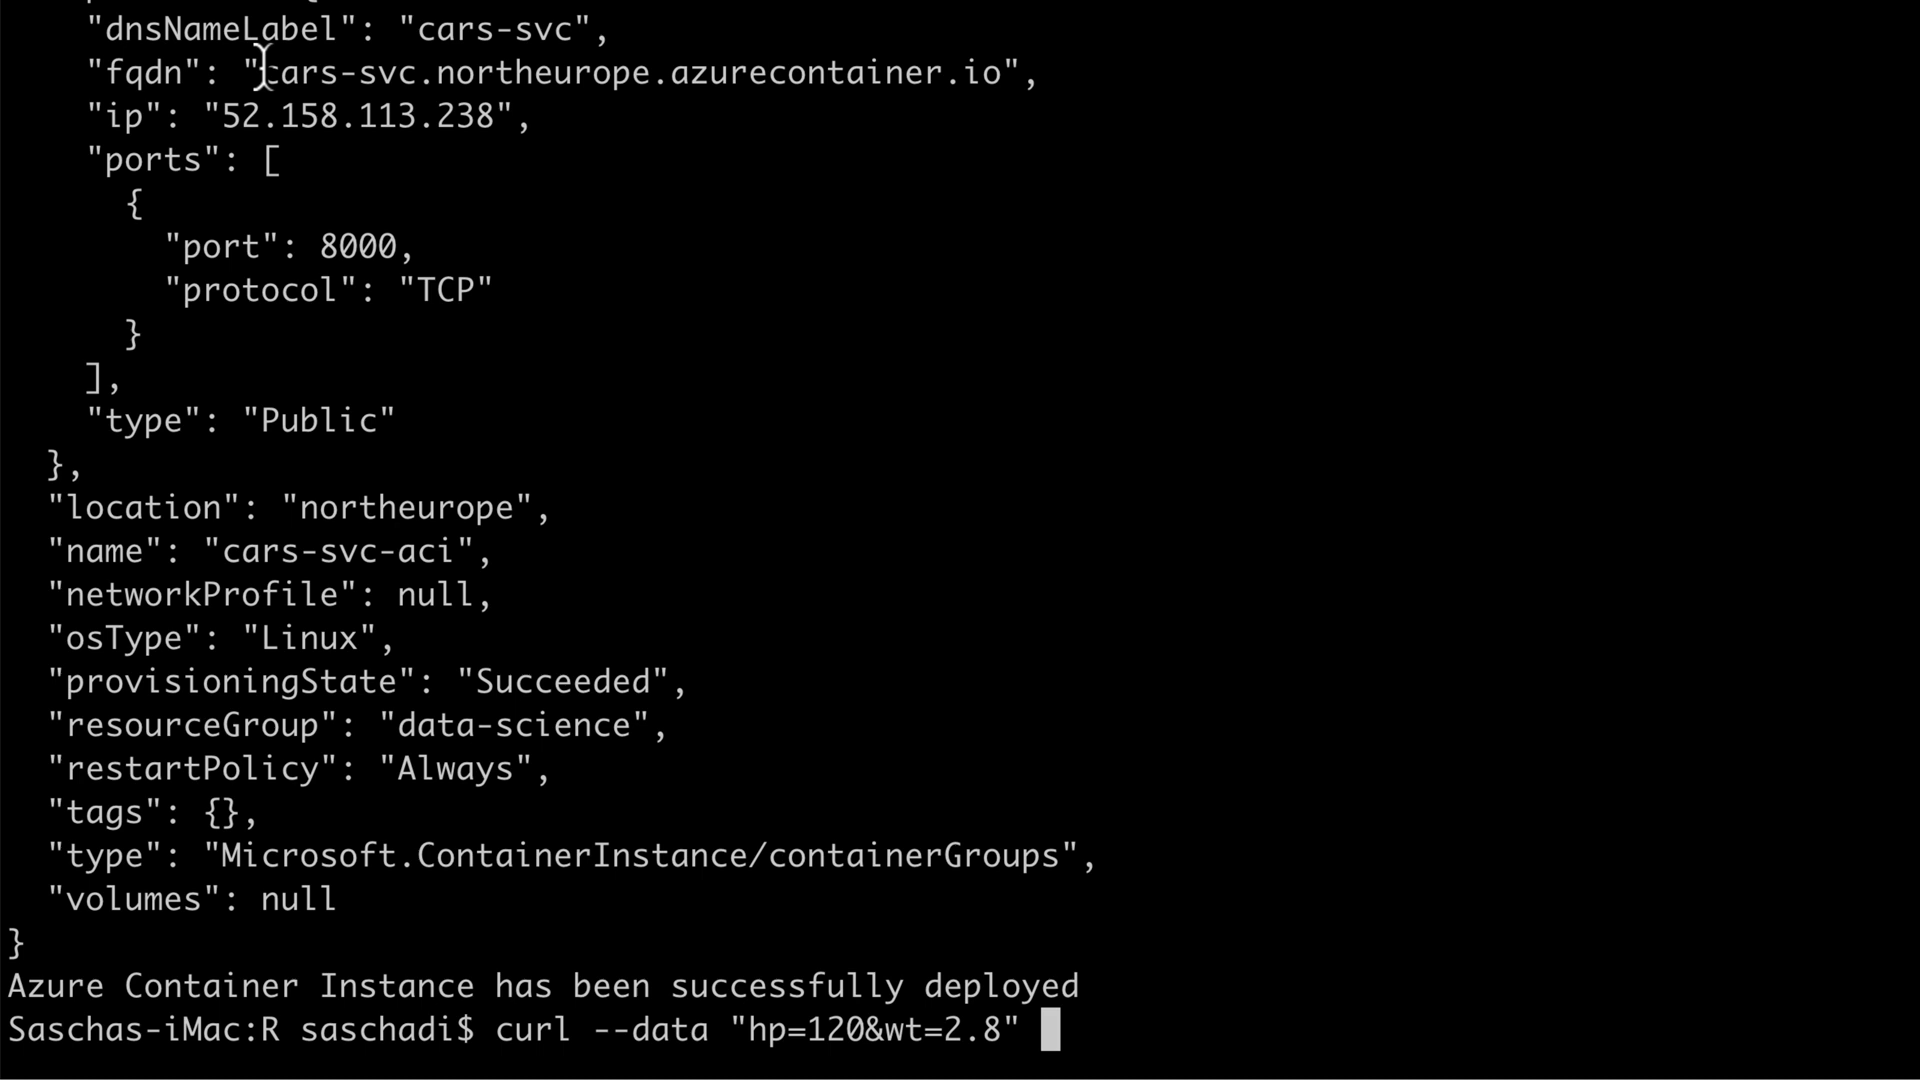 "dnsNameLabel": "cars-svc",
"fqdn": "cars-svc.northeurope.azurecontainer.io",
"ip": "52.158.113.238",
"ports": [
{
"port": 8000,
"protocol": "TCP"
}
],
"type": "Public"
},
"location": "northeurope",
"name": "cars-svc-aci",
"networkProfile": null,
"osType": "Linux",
"provisioningState": "Succeeded",
"resourceGroup": "data-science",
"restartPolicy": "Always",
"tags": {},
"type": "Microsoft.ContainerInstance/containerGroups",
"volumes": null
}
Azure Container Instance has been successfully deployed
Saschas-iMac:R saschadi$ curl --data "hp=120&wt=2.8"